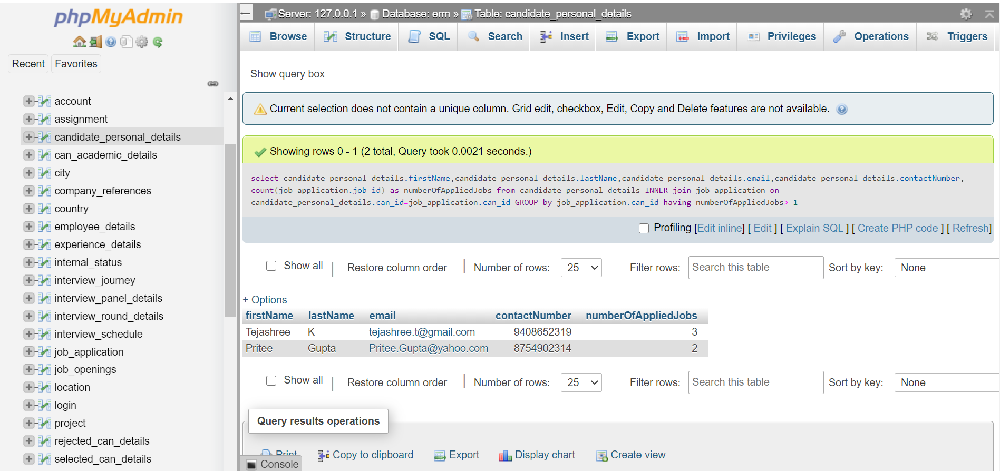 phpMyAdmin
Recent
Favorites
account
assignment
candidate_personal_details
can_academic_details
city
company_references
country
employee_details
experience_details
internal_status
interview_journey
interview_panel_details
interview_round_details
interview_schedule
job_application
job_openings
location
login
project
rejected_can_details
selected_can_details
Server: 127.0.0.1 » Database: erm » Table: candidate_personal_details
Browse Structure SQL Search Insert Export Import Privileges Operations Triggers
Show query box
Current selection does not contain a unique column. Grid edit, checkbox, Edit, Copy and Delete features are not available.
Showing rows 0 - 1 (2 total, Query took 0.0021 seconds.)
select candidate_personal_details.firstName,candidate_personal_details.lastName,candidate_personal_details.email,candidate_personal_details.contactNumber,
count(job_application.job_id) as numberOfAppliedJobs from candidate_personal_details INNER join job_application on
candidate_personal_details.can_id=job_application.can_id GROUP by job_application.can_id having numberOfAppliedJobs> 1
Profiling [Edit inline] [ Edit ] [ Explain SQL ] [ Create PHP code ] [ Refresh]
Show all | Restore column order | Number of rows: 25 Filter rows: Search this table Sort by key: None
+ Options
firstName lastName email contactNumber numberOfAppliedJobs
Tejashree K tejashree.t@gmail.com 9408652319 3
Pritee Gupta Pritee.Gupta@yahoo.com 8754902314 2
Show all | Restore column order | Number of rows: 25 Filter rows: Search this table Sort by key: None
Query results operations
Print Copy to clipboard Export Display chart Create view
Console